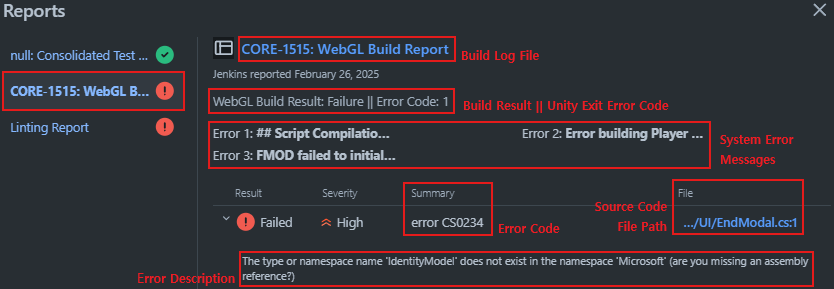 Reports
null: Consolidated Test ...
CORE-1515: WebGL B...
Linting Report
CORE-1515: WebGL Build Report
Build Log File
Jenkins reported February 26, 2025
WebGL Build Result: Failure || Error Code: 1
Build Result || Unity Exit Error Code
Error 1: ## Script Compilatio...
Error 2: Error building Player ...
Error 3: FMOD failed to initial...
System Error
Messages
Result Severity Summary File
Failed High error CS0234 .../UI/EndModal.cs:1
Error Code
Source Code
File Path
Error Description
The type or namespace name 'IdentityModel' does not exist in the namespace 'Microsoft' (are you missing an assembly
reference?)